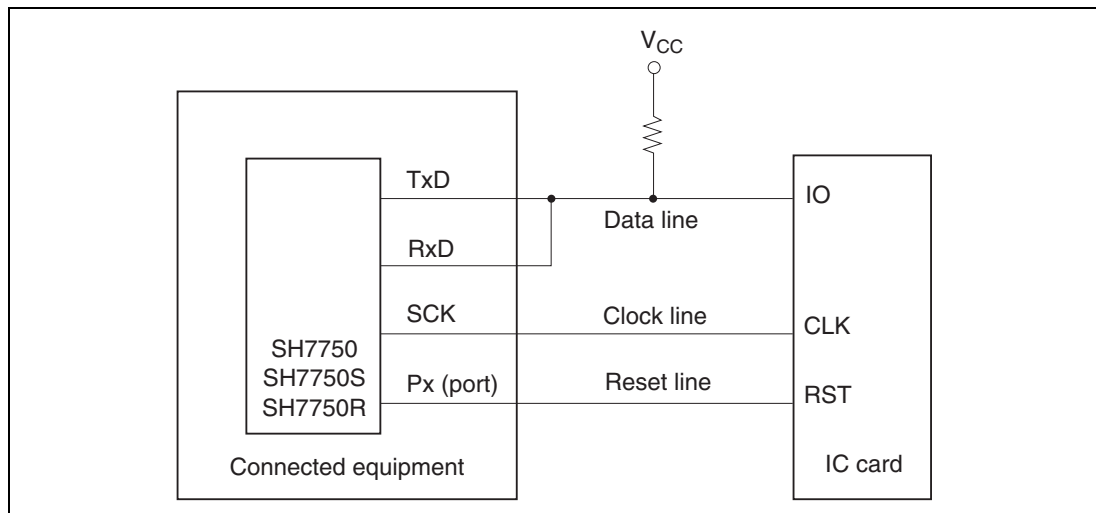 VCC
TxD
IO
Data line
RxD
SCK
Clock line
CLK
SH7750
SH7750S
SH7750R
Px (port)
Reset line
RST
Connected equipment
IC card